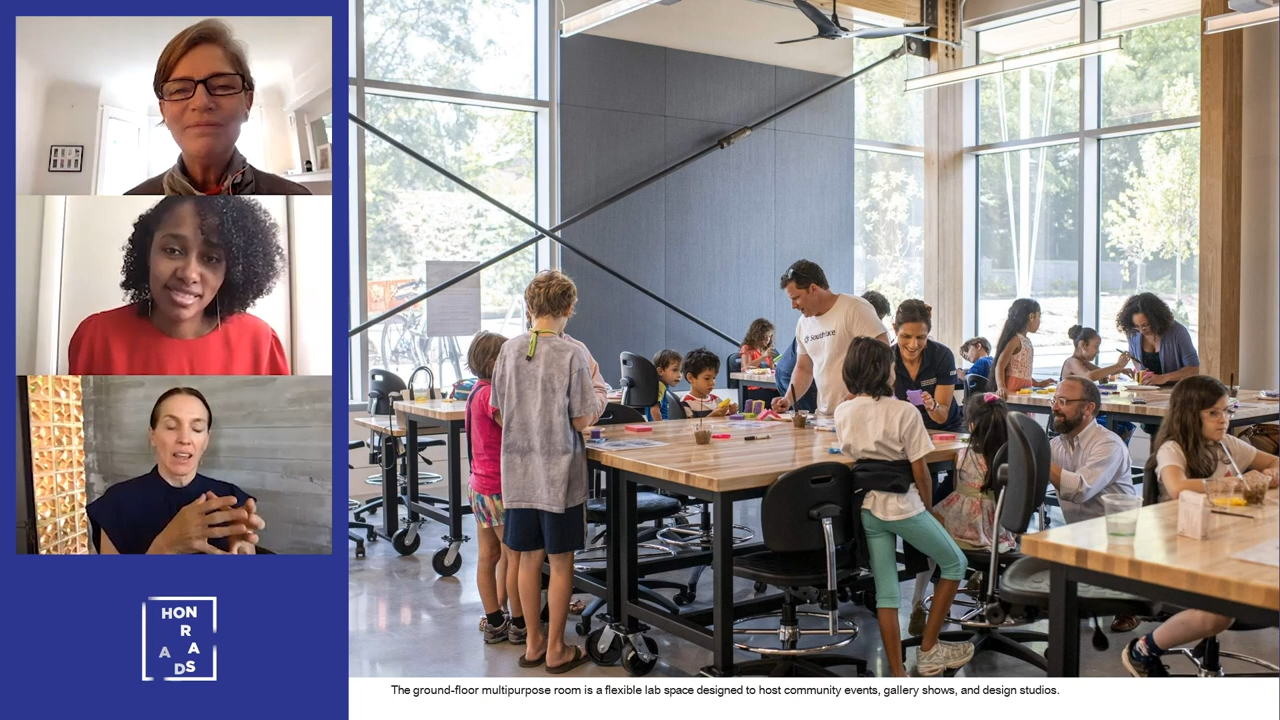 HON
R
A A
DS
The ground-floor multipurpose room is a flexible lab space designed to host community events, gallery shows, and design studios.